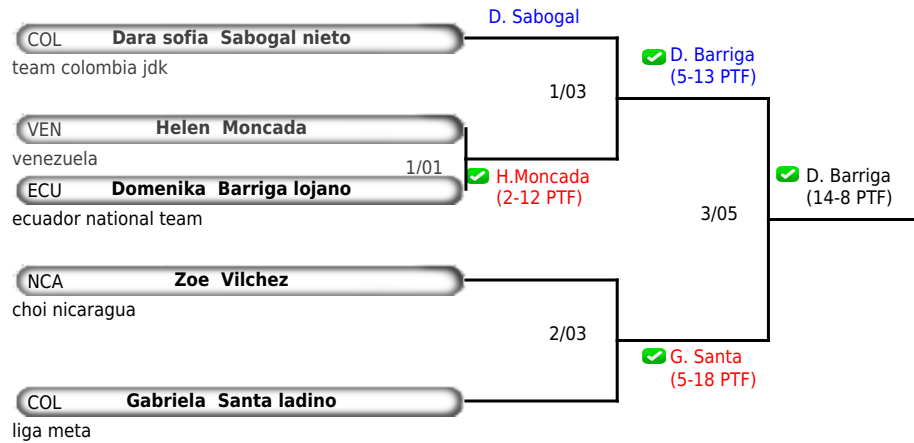 D. Sabogal
COL Dara sofia Sabogal nieto
team colombia jdk
D. Barriga
(5-13 PTF)
1/03
VEN Helen Moncada
venezuela
1/01
H.Moncada
(2-12 PTF)
ECU Domenika Barriga lojano
ecuador national team
D. Barriga
(14-8 PTF)
3/05
NCA Zoe Vilchez
choi nicaragua
2/03
G. Santa
(5-18 PTF)
COL Gabriela Santa ladino
liga meta